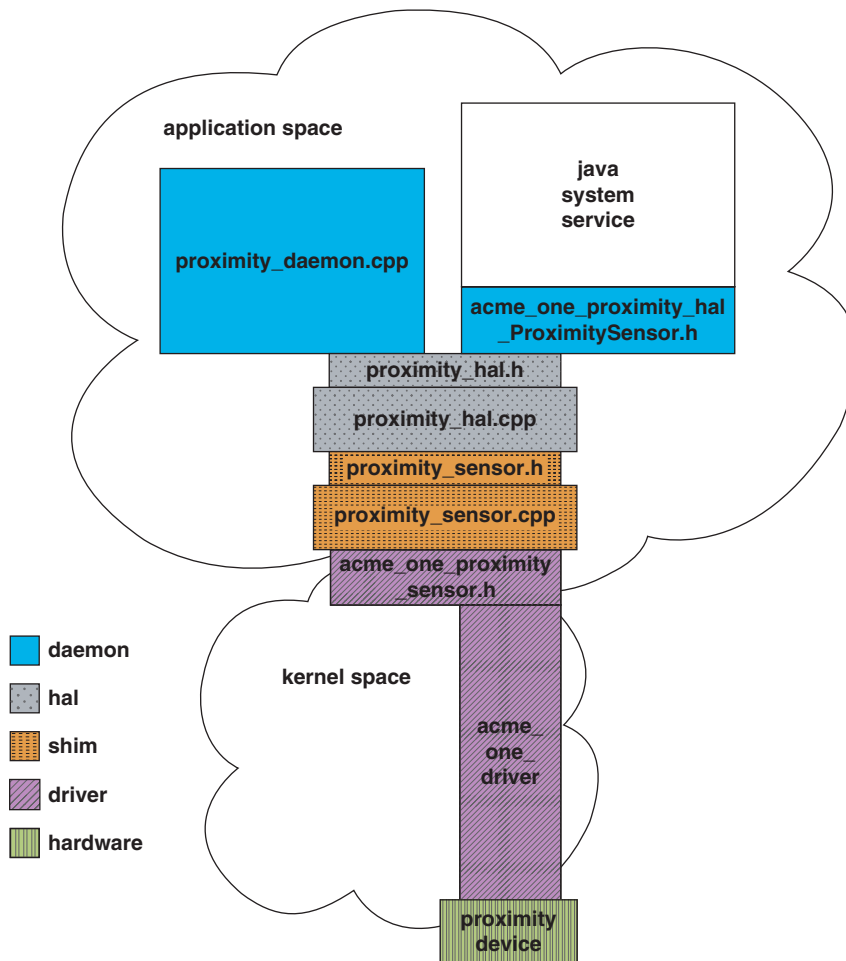 application space
java
system
service
proximity_daemon.cpp
acme_one_proximity_hal
_ProximitySensor.h
proximity_hal.h
proximity_hal.cpp
proximity_sensor.h
proximity_sensor.cpp
acme_one_proximity
_sensor.h
kernel space
acme_
one_
driver
proximity
device
daemon
hal
shim
driver
hardware